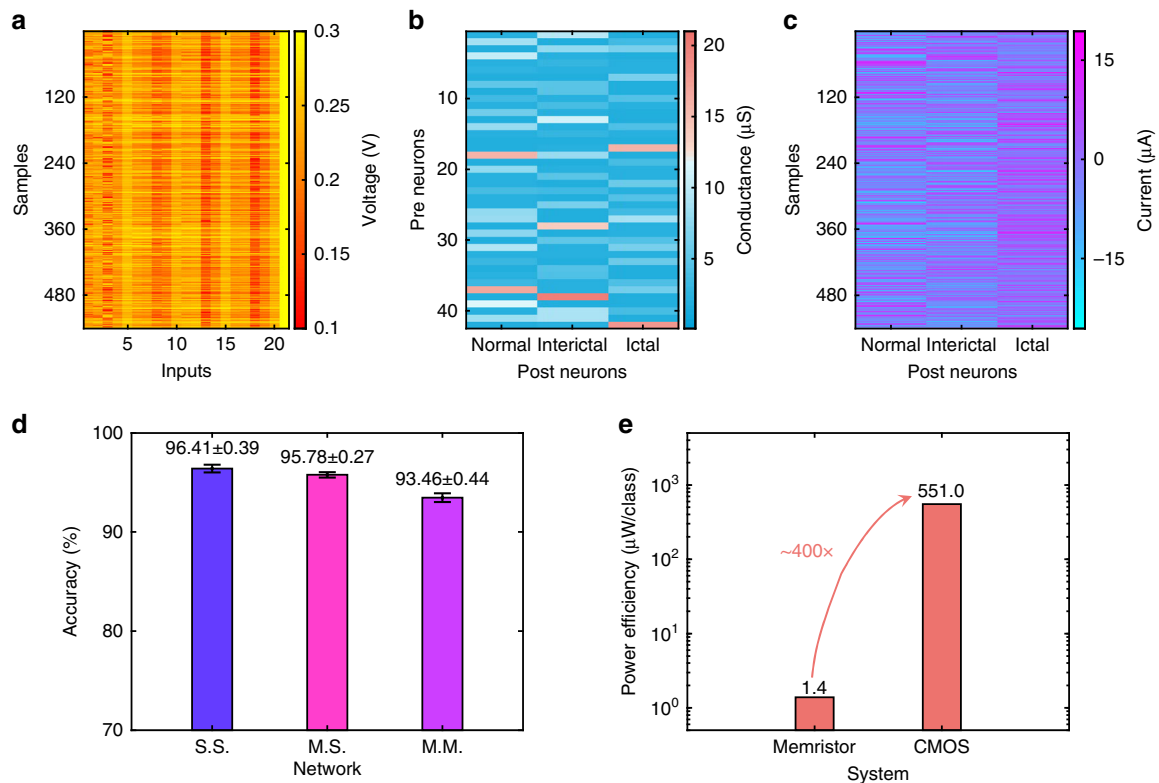 a
Samples
120
240
360
480
5
10
15
20
Inputs
0.3
0.25
0.2
0.15
0.1
Voltage (V)
b
Pre neurons
10
20
30
40
Normal Interictal Ictal
Post neurons
20
15
10
5
Conductance (µS)
c
Samples
120
240
360
480
Normal Interictal Ictal
Post neurons
15
0
−15
Current (µA)
d
Accuracy (%)
100
90
80
70
96.41±0.39
95.78±0.27
93.46±0.44
S.S. M.S. M.M.
Network
e
Power efficiency (µW/class)
10³
10²
10¹
10⁰
~400×
1.4
551.0
Memristor CMOS
System